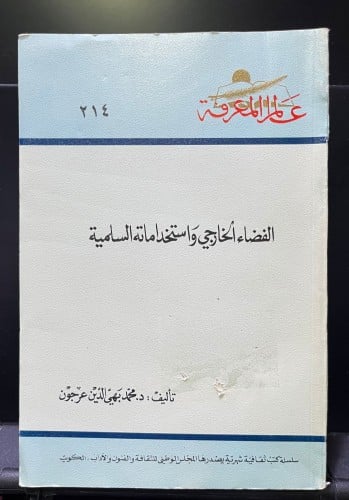 عالم المعرفة
٢١٤
الفضاء الخارجي واستخداماته السلمية
تأليف: د. محمد بهي الدين عرجون
سلسلة كتب ثقافية شهرية يصدرها المجلس الوطني للثقافة والفنون والآداب - الكويت